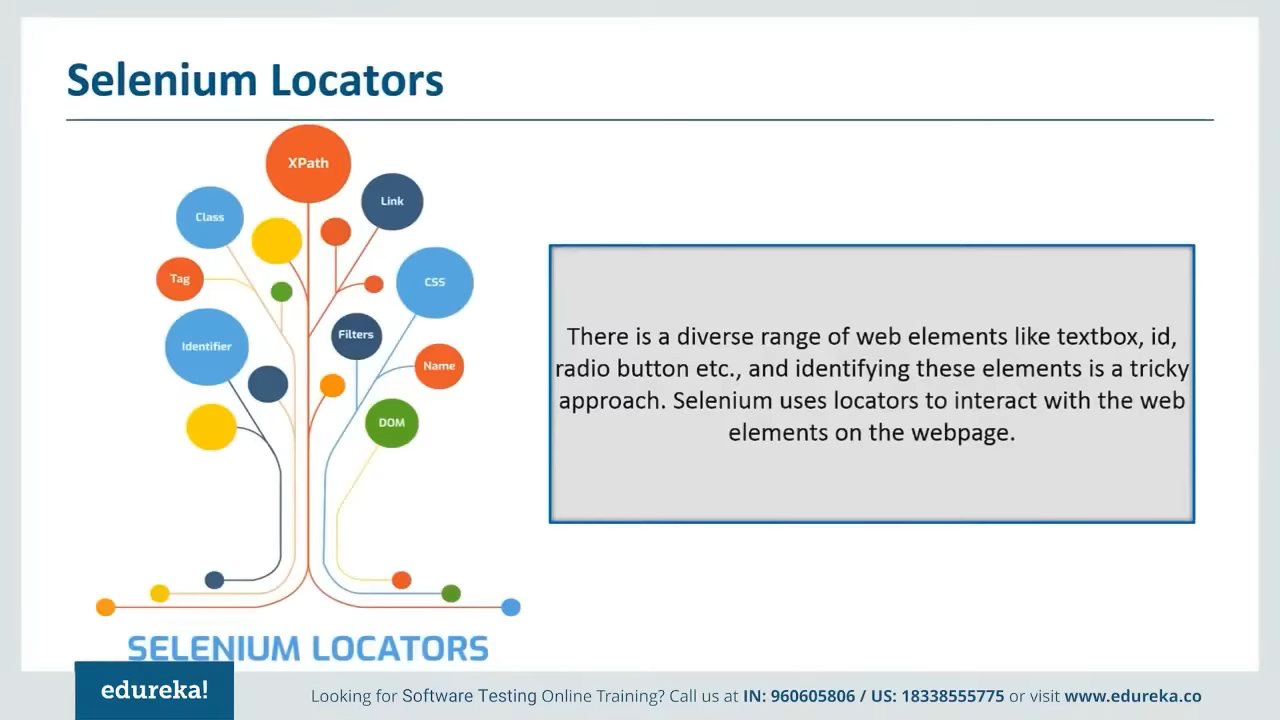 Selenium Locators
XPath
Link
Class
Tag
CSS
Filters
Identifier
Name
DOM
SELENIUM LOCATORS
There is a diverse range of web elements like textbox, id,
radio button etc., and identifying these elements is a tricky
approach. Selenium uses locators to interact with the web
elements on the webpage.
edureka!
Looking for Software Testing Online Training? Call us at IN: 960605806 / US: 18338555775 or visit www.edureka.co